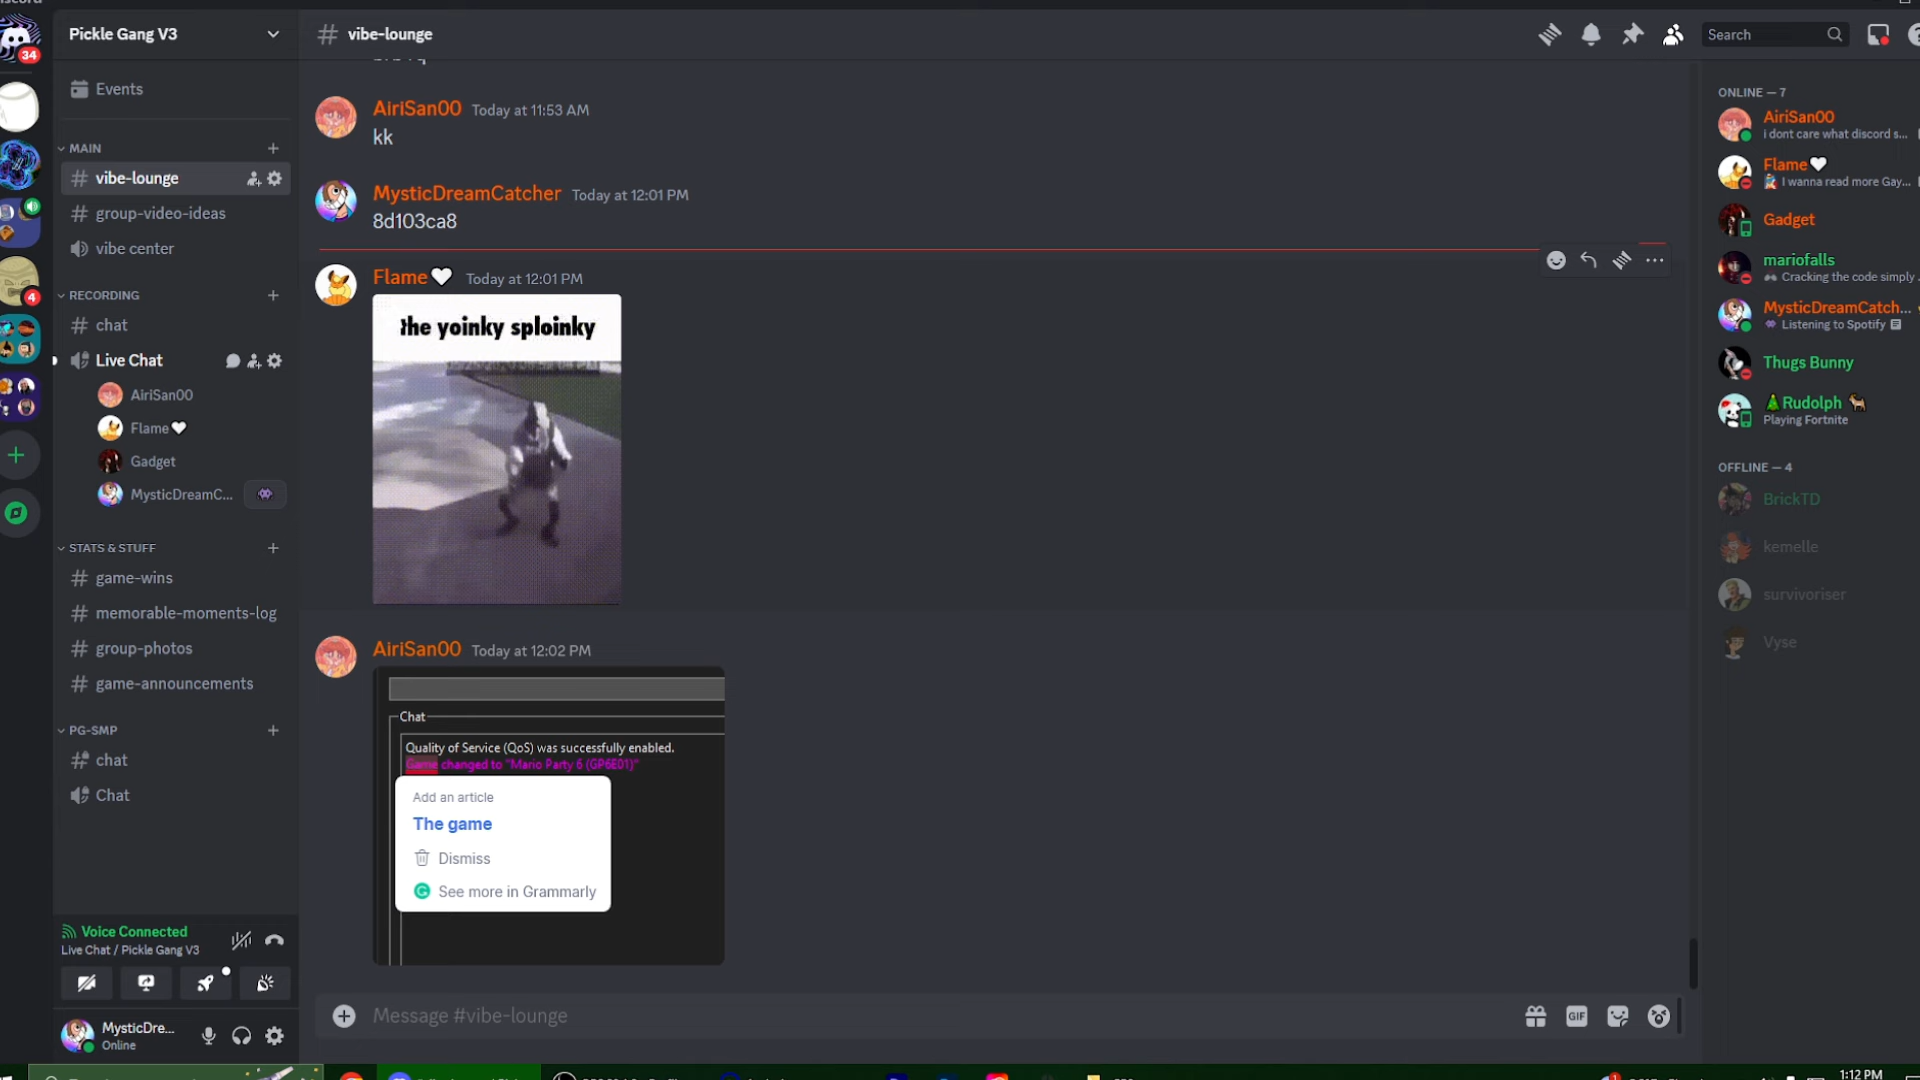 34
Pickle Gang V3
vibe-lounge
Search
Events
MAIN
vibe-lounge
group-video-ideas
vibe center
RECORDING
chat
Live Chat
AiriSan00
Flame
Gadget
MysticDreamC...
STATS & STUFF
game-wins
memorable-moments-log
group-photos
game-announcements
PG-SMP
chat
Chat
4
Voice Connected
Live Chat / Pickle Gang V3
MysticDre...
Online
AiriSan00 Today at 11:53 AM
kk
MysticDreamCatcher Today at 12:01 PM
8d103ca8
Flame Today at 12:01 PM
the yoinky sploinky
AiriSan00 Today at 12:02 PM
Chat
Quality of Service (QoS) was successfully enabled.
Game changed to "Mario Party 6 (GP6E01)"
Add an article
The game
Dismiss
See more in Grammarly
Message #vibe-lounge
GIF
ONLINE — 7
AiriSan00
i dont care what discord s...
Flame
I wanna read more Gay...
Gadget
mariofalls
Cracking the code simply
MysticDreamCatch...
Listening to Spotify
Thugs Bunny
Rudolph
Playing Fortnite
OFFLINE — 4
BrickTD
kemelle
survivoriser
Vyse
1:12 PM